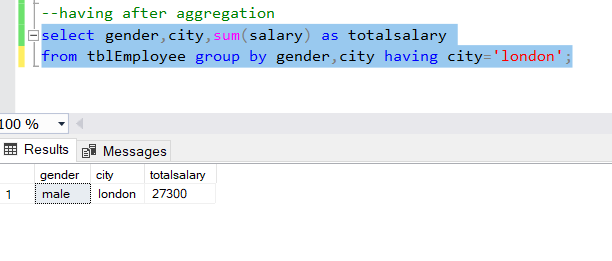 --having after aggregation
select gender,city,sum(salary) as totalsalary
from tblEmployee group by gender,city having city='london';
100 %
Results Messages
gender city totalsalary
1 male london 27300